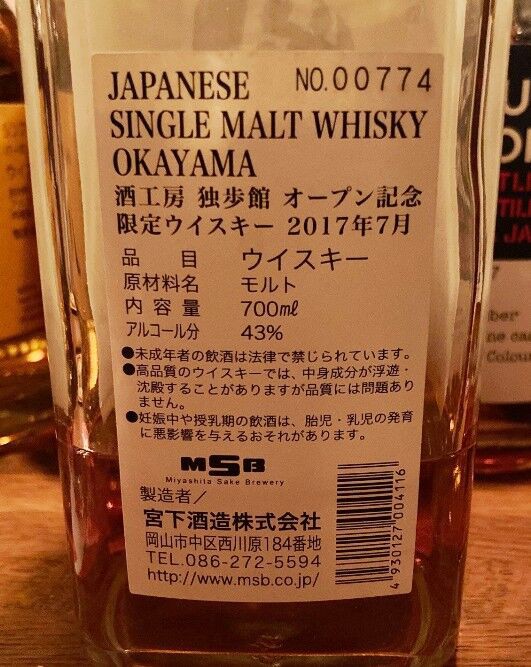 JAPANESE NO.00774
SINGLE MALT WHISKY
OKAYAMA
酒工房 独歩館 オープン記念
限定ウイスキー 2017年7月
品目 ウイスキー
原材料名 モルト
内容量 700㎖
アルコール分 43%
●未成年者の飲酒は法律で禁じられています。
●高品質のウイスキーでは、中身成分が浮遊・
沈殿することがありますが品質には問題あり
ません。
●妊娠中や授乳期の飲酒は、胎児・乳児の発育
に悪影響を与えるおそれがあります。
MSB
Miyashita Sake Brewery
製造者/
宮下酒造株式会社
岡山市中区西川原184番地
TEL.086-272-5594
http://www.msb.co.jp/
4 930127 004116